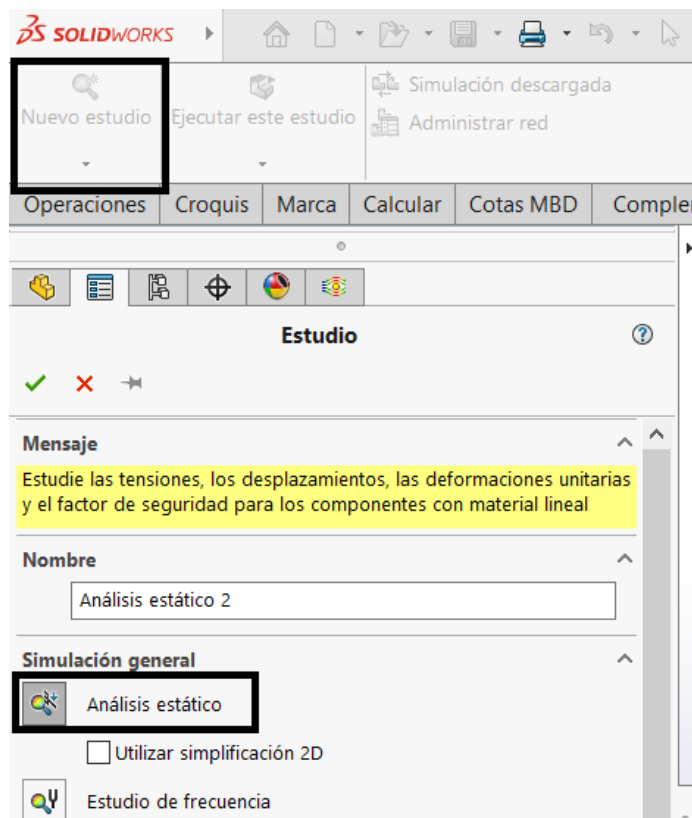 SOLIDWORKS
Nuevo estudio
Ejecutar este estudio
Simulación descargada
Administrar red
Operaciones
Croquis
Marca
Calcular
Cotas MBD
Comple
Estudio
Mensaje
Estudie las tensiones, los desplazamientos, las deformaciones unitarias
y el factor de seguridad para los componentes con material lineal
Nombre
Análisis estático 2
Simulación general
Análisis estático
Utilizar simplificación 2D
Estudio de frecuencia